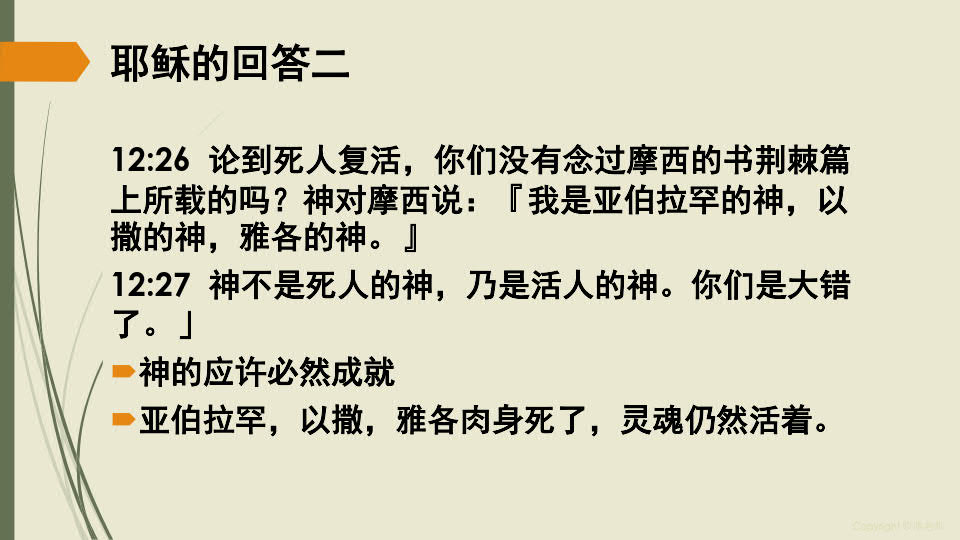 耶稣的回答二
12:26 论到死人复活，你们没有念过摩西的书荆棘篇
上所载的吗？神对摩西说：『我是亚伯拉罕的神，以
撒的神，雅各的神。』
12:27 神不是死人的神，乃是活人的神。你们是大错
了。」
神的应许必然成就
亚伯拉罕，以撒，雅各肉身死了，灵魂仍然活着。
Copyright